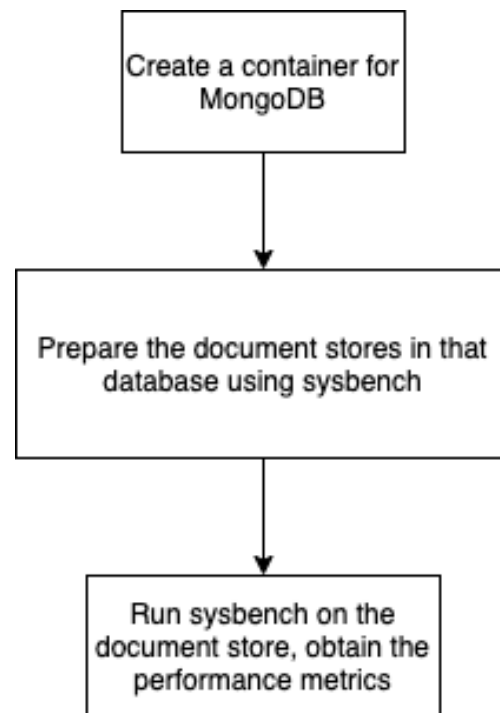 Create a container for
MongoDB
Prepare the document stores in that
database using sysbench
Run sysbench on the
document store, obtain the
performance metrics